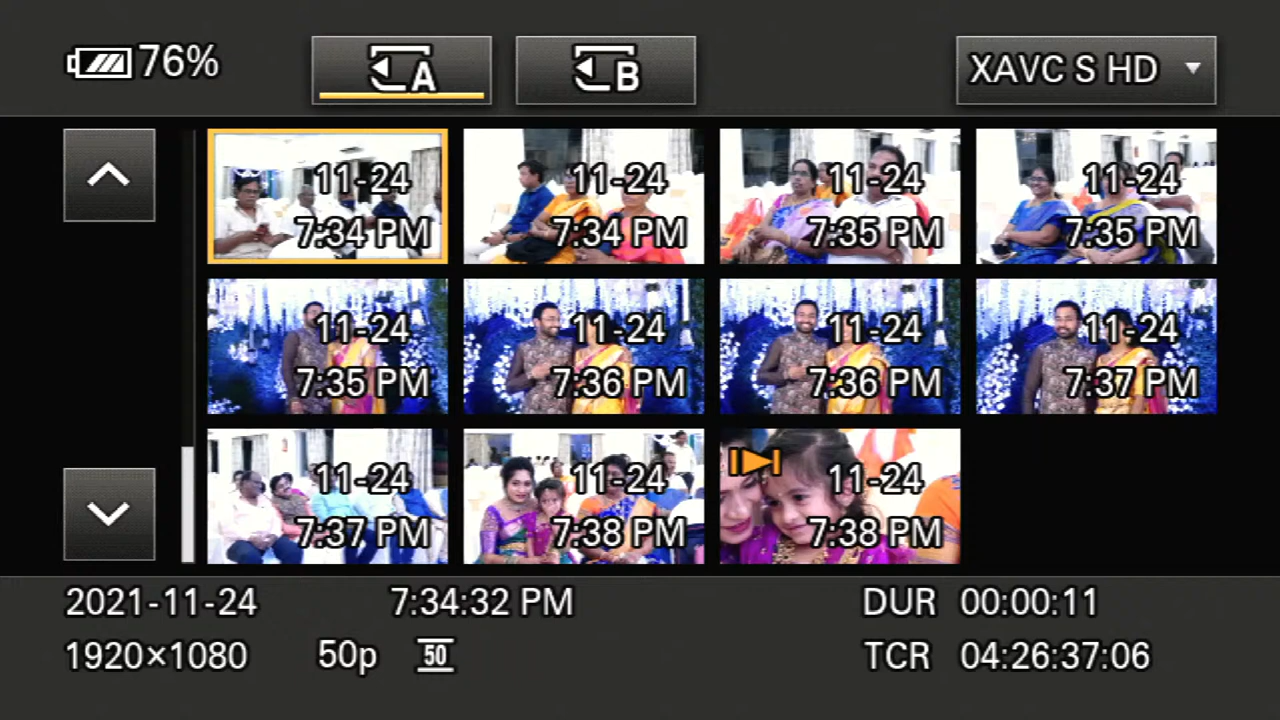 76%
A
B
XAVC S HD
11-24
7:34 PM
11-24
7:34 PM
11-24
7:35 PM
11-24
7:35 PM
11-24
7:35 PM
11-24
7:36 PM
11-24
7:36 PM
11-24
7:37 PM
11-24
7:37 PM
11-24
7:38 PM
11-24
7:38 PM
2021-11-24 7:34:32 PM DUR 00:00:11
1920×1080 50p 50 TCR 04:26:37:06